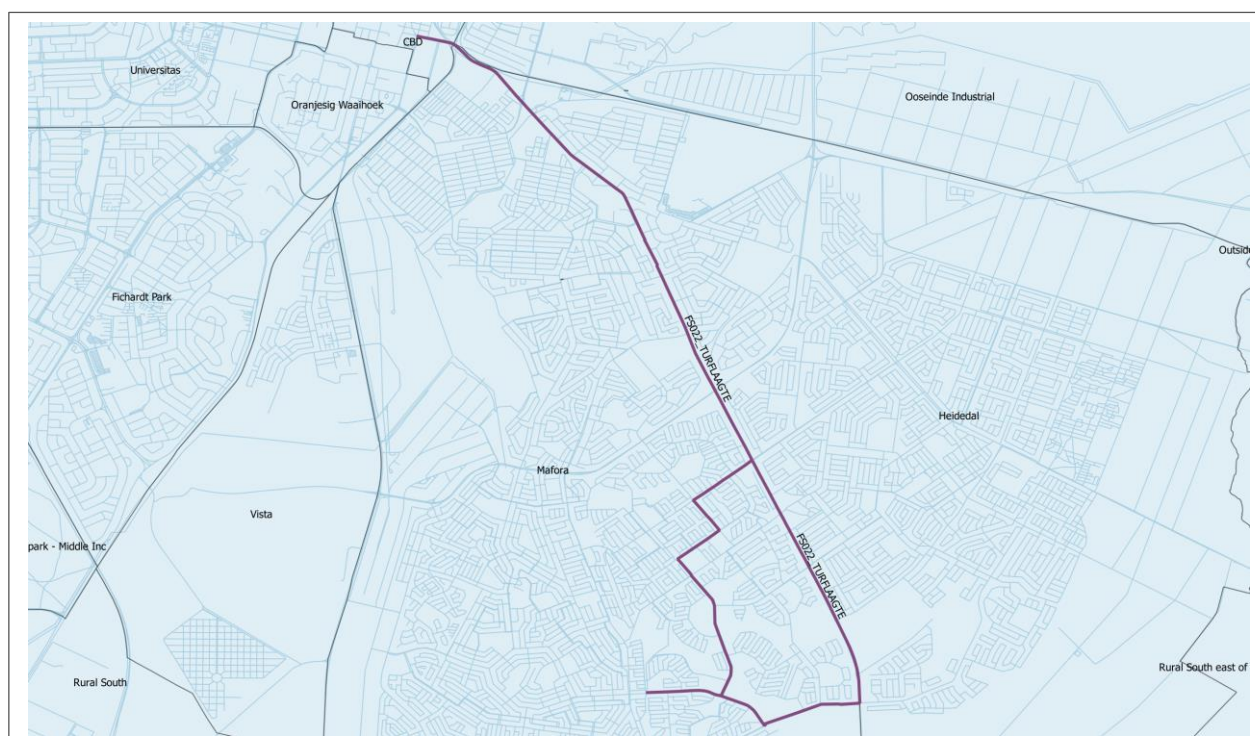 CBD
Universitas
Oranjesig Waaihoek
Ooseinde Industrial
Outsid
Fichardt Park
FS022_TURFLAAGTE
Heidedal
Mafora
Vista
FS022_TURFLAAGTE
park - Middle Inc
Rural South east of
Rural South